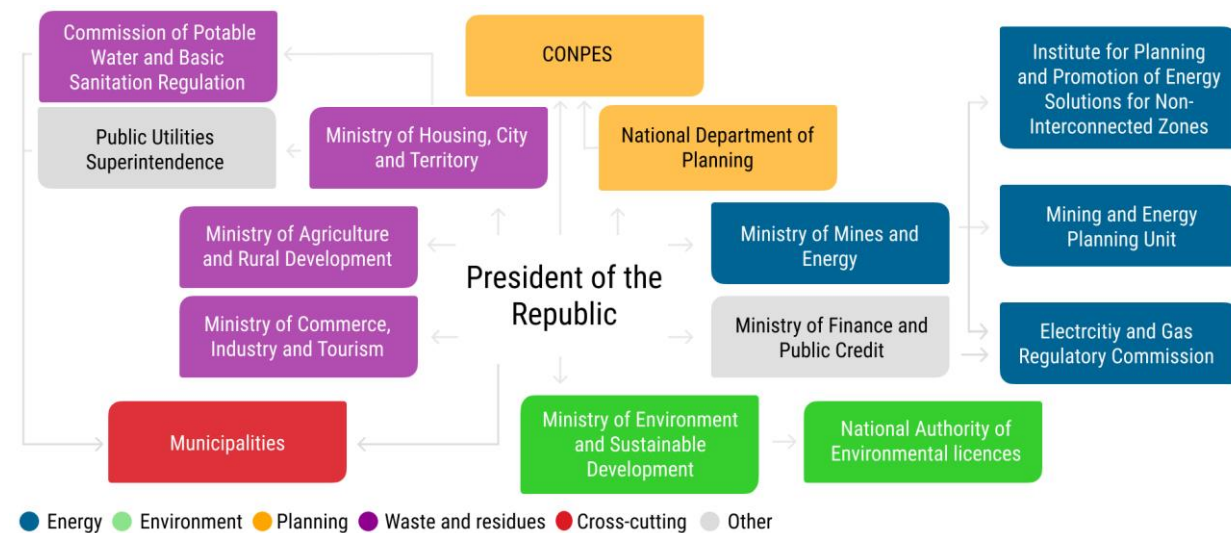 Commission of Potable
Water and Basic
Sanitation Regulation
CONPES
Institute for Planning
and Promotion of Energy
Solutions for Non-
Interconnected Zones
Public Utilities
Superintendence
Ministry of Housing, City
and Territory
National Department of
Planning
Ministry of Agriculture
and Rural Development
President of the
Republic
Ministry of Mines and
Energy
Mining and Energy
Planning Unit
Ministry of Commerce,
Industry and Tourism
Ministry of Finance and
Public Credit
Electrcitiy and Gas
Regulatory Commission
Municipalities
Ministry of Environment
and Sustainable
Development
National Authority of
Environmental licences
Energy Environment Planning Waste and residues Cross-cutting Other